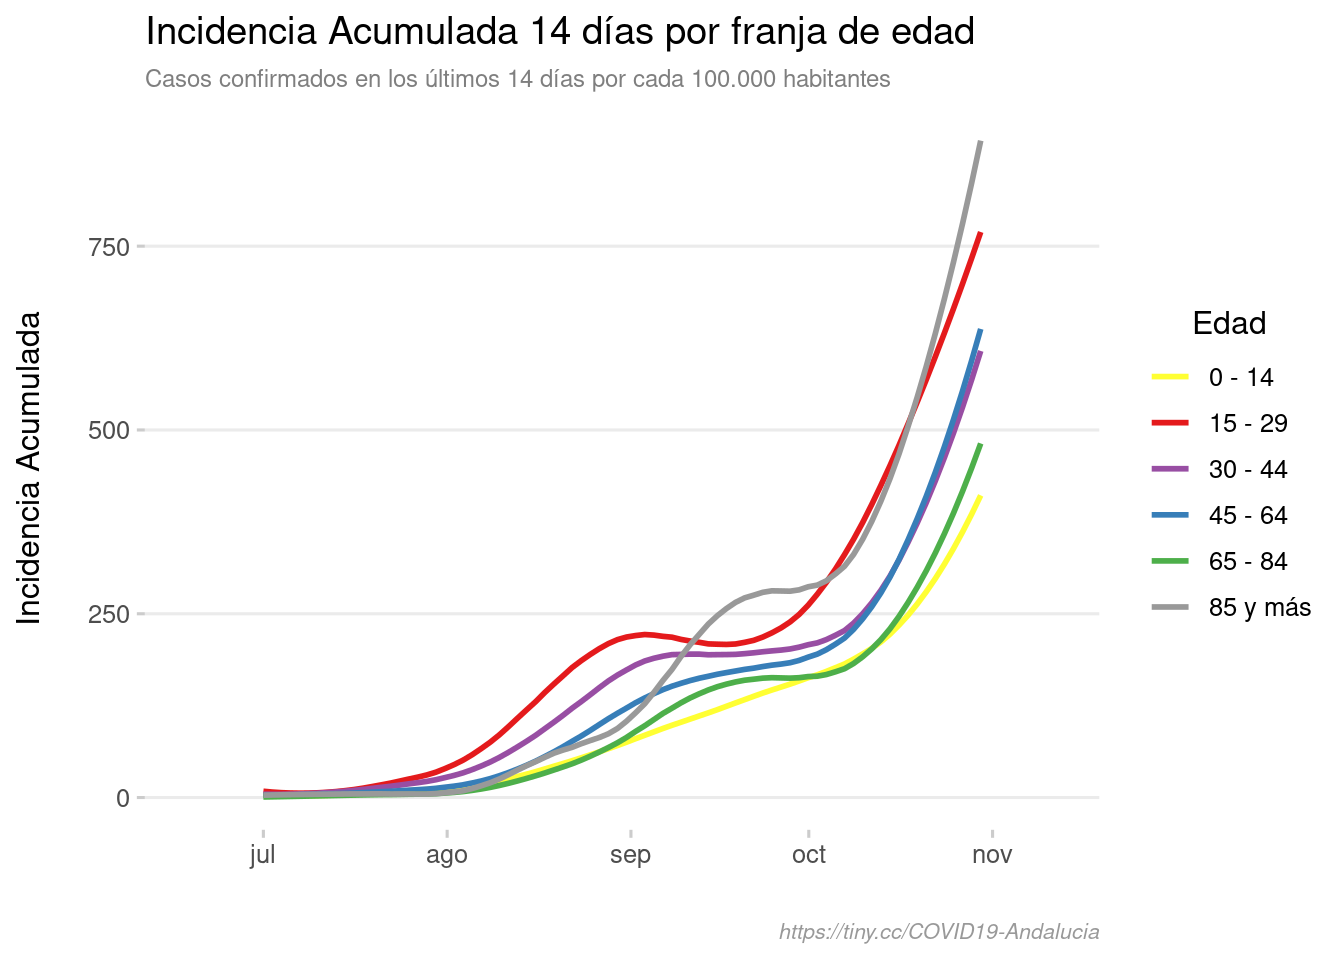 Incidencia Acumulada 14 días por franja de edad
Casos confirmados en los últimos 14 días por cada 100.000 habitantes
Incidencia Acumulada
750
500
250
0
jul
ago
sep
oct
nov
Edad
0 - 14
15 - 29
30 - 44
45 - 64
65 - 84
85 y más
https://tiny.cc/COVID19-Andalucia